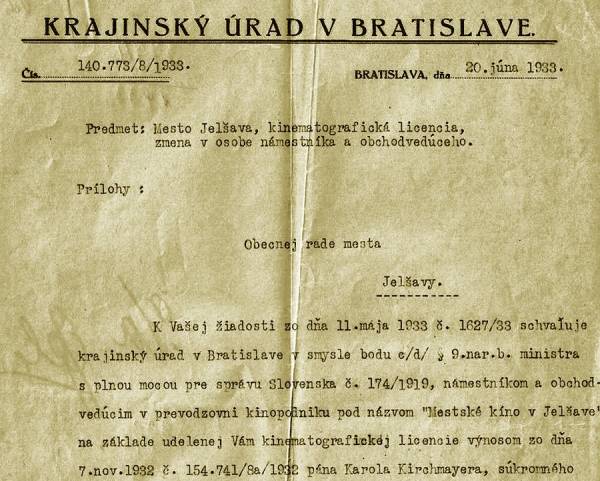 KRAJINSKÝ ÚRAD V BRATISLAVE.
Čís. 140.773/8/1933. BRATISLAVA, dňa 20. júna 1933.
Predmet: Mesto Jelšava, kinematografická licencia,
zmena v osobe námestníka a obchodvedúceho.
Prílohy :
Obecnej rade mesta
Jelšavy.
K Vašej žiadosti zo dňa 11.mája 1933 č. 1627/33 schvaľuje
krajinský úrad v Bratislave v smysle bodu c/d/ § 9.nar.b. ministra
s plnou mocou pre správu Slovenska č. 174/1919, námestníkom a obchod-
vedúcim v prevodzovni kinopodniku pod názvom "Mestské kíno v Jelšave"
na základe udelenej Vám kinematografickéj licencie výnosom zo dňa
7.nov.1932 č. 154.741/8a/1932 pána Karola Kirchmayera, súkromného